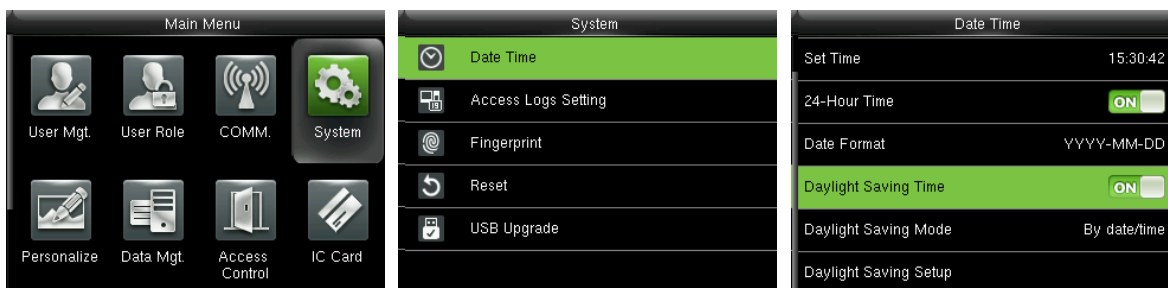 Main Menu
User Mgt.
User Role
COMM.
System
Personalize
Data Mgt.
Access
Control
IC Card
System
Date Time
Access Logs Setting
Fingerprint
Reset
USB Upgrade
Date Time
Set Time 15:30:42
24-Hour Time ON
Date Format YYYY-MM-DD
Daylight Saving Time ON
Daylight Saving Mode By date/time
Daylight Saving Setup